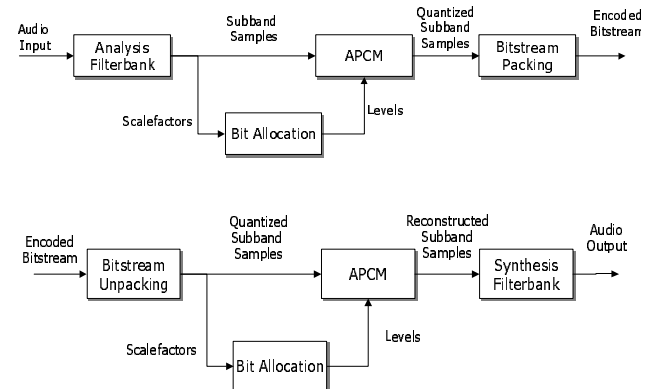 Audio
Input
Analysis
Filterbank
Subband
Samples
Scalefactors
Bit Allocation
Levels
APCM
Quantized
Subband
Samples
Bitstream
Packing
Encoded
Bitstream
Encoded
Bitstream
Bitstream
Unpacking
Quantized
Subband
Samples
Scalefactors
Bit Allocation
Levels
APCM
Reconstructed
Subband
Samples
Synthesis
Filterbank
Audio
Output